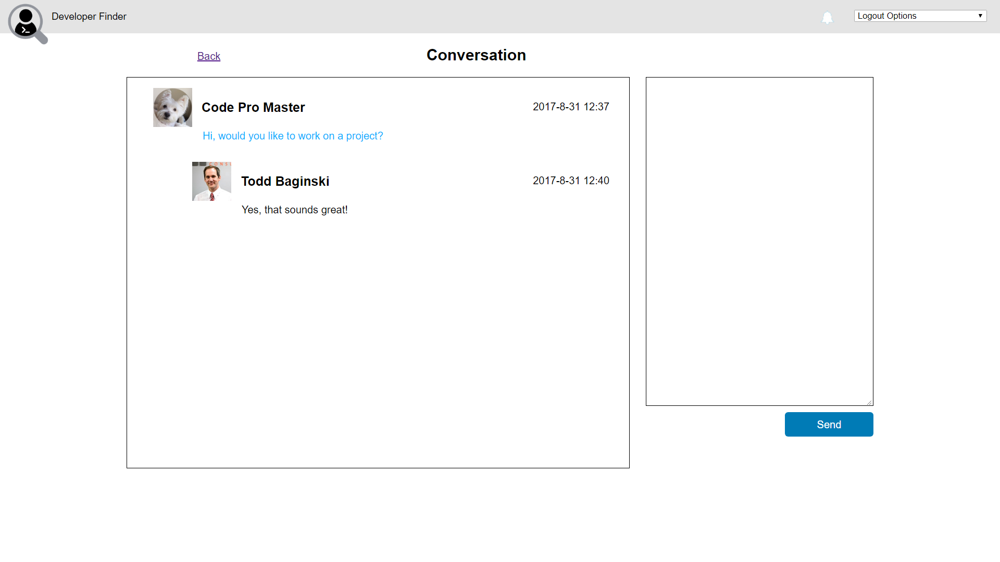 Developer Finder
Logout Options
Back
Conversation
Code Pro Master
2017-8-31 12:37
Hi, would you like to work on a project?
CONSU
Todd Baginski
2017-8-31 12:40
Yes, that sounds great!
Send